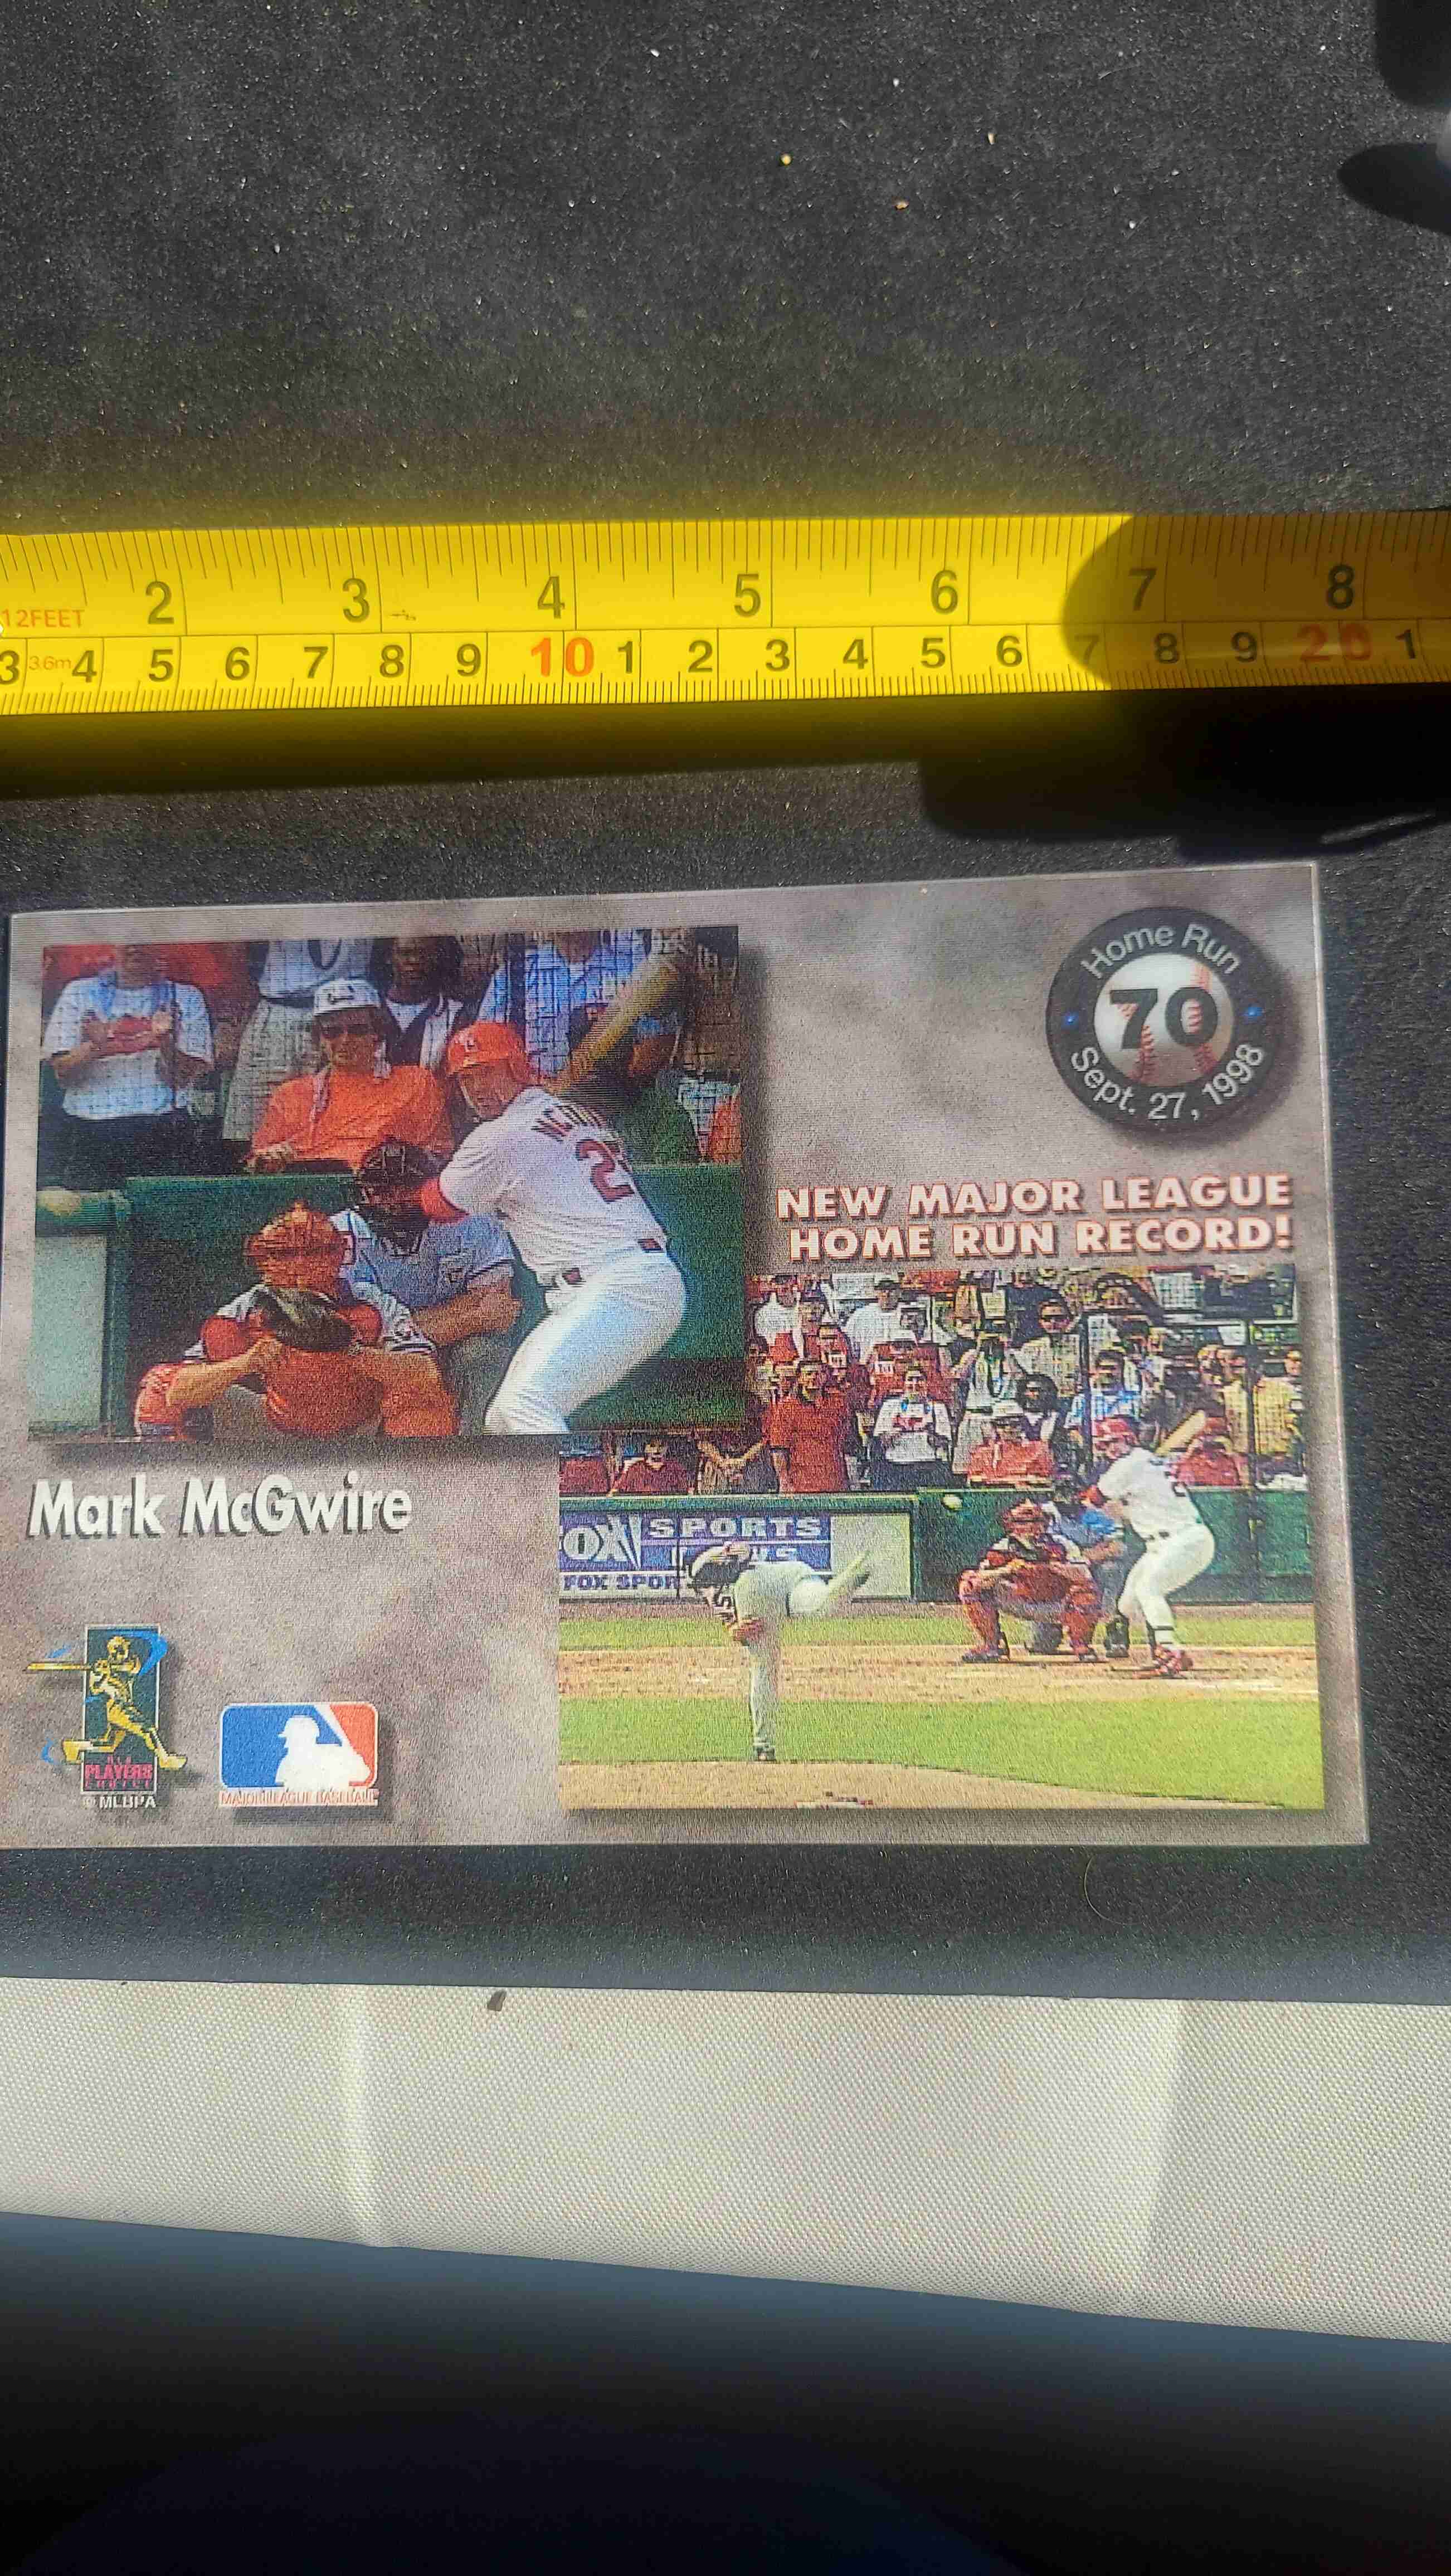 2 3 4 5 6 7 8
12FEET
3 3.6m 4 5 6 7 8 9 10 1 2 3 4 5 6 7 8 9 20 1
Home Run
70
Sept. 27, 1998
NEW MAJOR LEAGUE
HOME RUN RECORD!
Mark McGwire
SPORTS
FOX SPOR
PLAYERS
CHOICE
© MLBPA
MAJOR LEAGUE BASEBALL